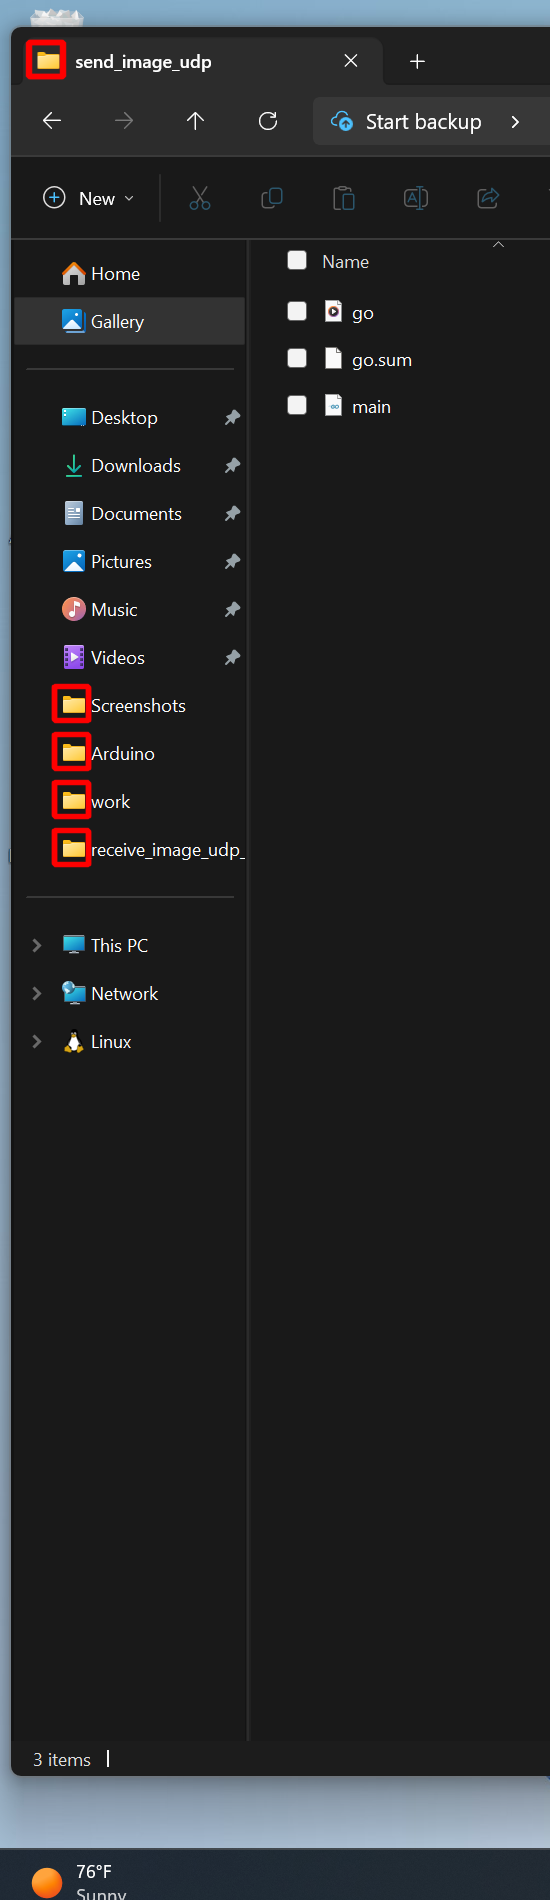 send_image_udp
Start backup
New
Home
Gallery
Desktop
Downloads
Documents
Pictures
Music
Videos
Screenshots
Arduino
work
receive_image_udp_
This PC
Network
Linux
Name
go
go.sum
main
3 items
76°F
Sunny